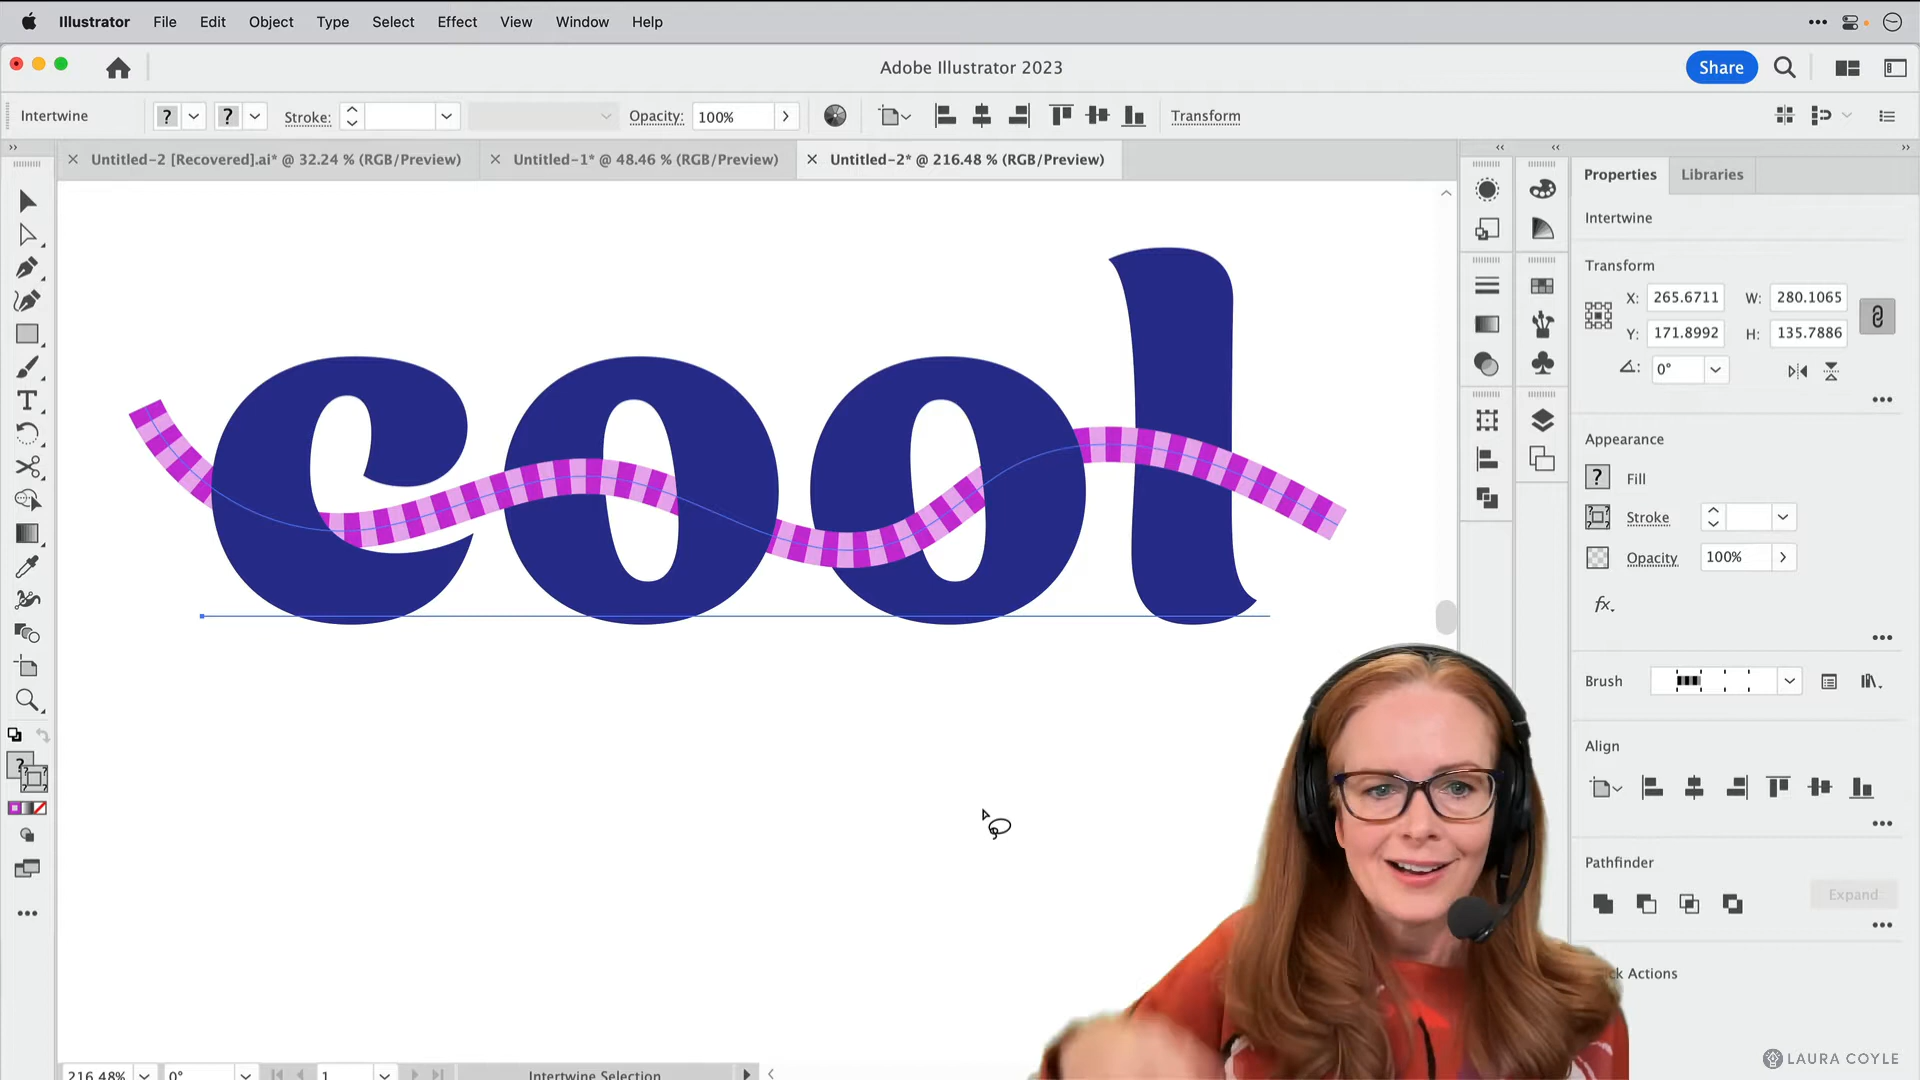 Illustrator File Edit Object Type Select Effect View Window Help
Adobe Illustrator 2023
Share
Intertwine
? ? Stroke: Opacity: 100% Transform
Untitled-2 [Recovered].ai* @ 32.24 % (RGB/Preview) Untitled-1* @ 48.46 % (RGB/Preview) Untitled-2* @ 216.48 % (RGB/Preview)
Properties Libraries
Intertwine
Transform
X: 265.6711 W: 280.1065
Y: 171.8992 H: 135.7886
0°
cool
Appearance
? Fill
Stroke
Opacity 100%
fx
Brush
Align
Pathfinder
Expand
ck Actions
216.48% 0° 1 Intertwine Selection
LAURA COYLE